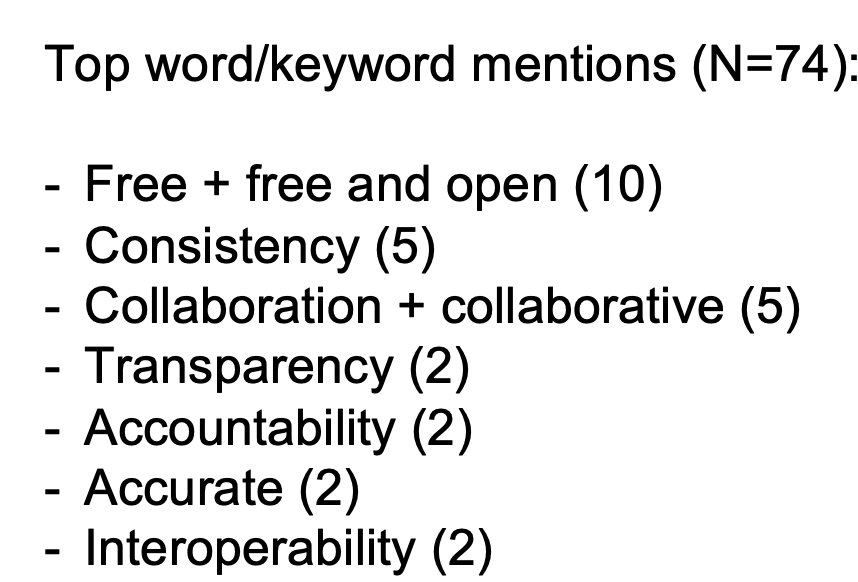 Top word/keyword mentions (N=74):
- Free + free and open (10)
- Consistency (5)
- Collaboration + collaborative (5)
- Transparency (2)
- Accountability (2)
- Accurate (2)
- Interoperability (2)